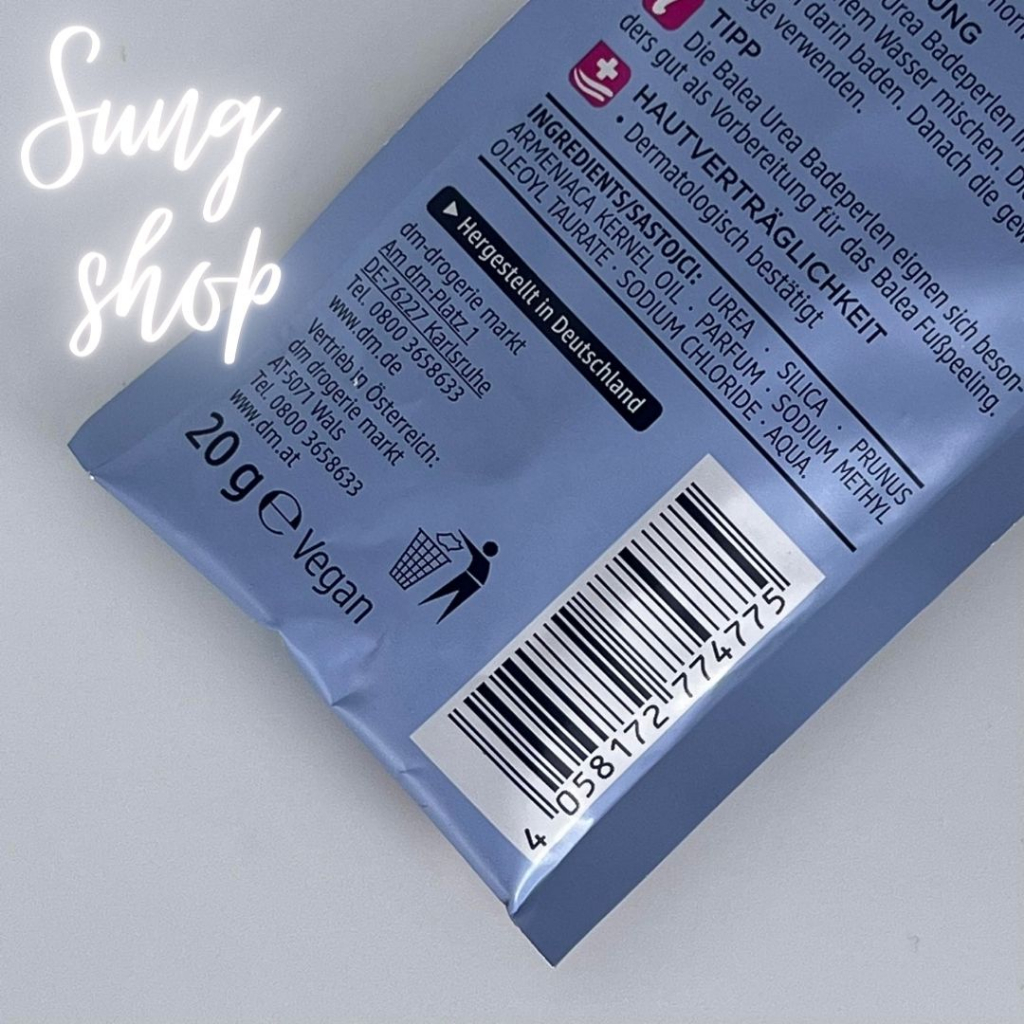 Sung
shop
UNG
Urea Badeperlen
em Wasser mischen.
darin baden. Danach die
ge verwenden.
TIPP
Die Balea Urea Badeperlen eignen sich beson-
ders gut als Vorbereitung für das Balea Fußpeeling.
HAUTVERTRÄGLICHKEIT
• Dermatologisch bestätigt
INGREDIENTS/SASTOJCI: UREA · SILICA · PRUNUS
ARMENIACA KERNEL OIL · PARFUM · SODIUM METHYL
OLEOYL TAURATE · SODIUM CHLORIDE · AQUA.
Hergestellt in Deutschland
dm-drogerie markt
Am dm-Platz 1
DE-76227 Karlsruhe
Tel. 0800 3658633
www.dm.de
Vertrieb in Österreich:
dm drogerie markt
AT-5071 Wals
Tel. 0800 3658633
www.dm.at
20 g ℮ Vegan
4 058172 774775